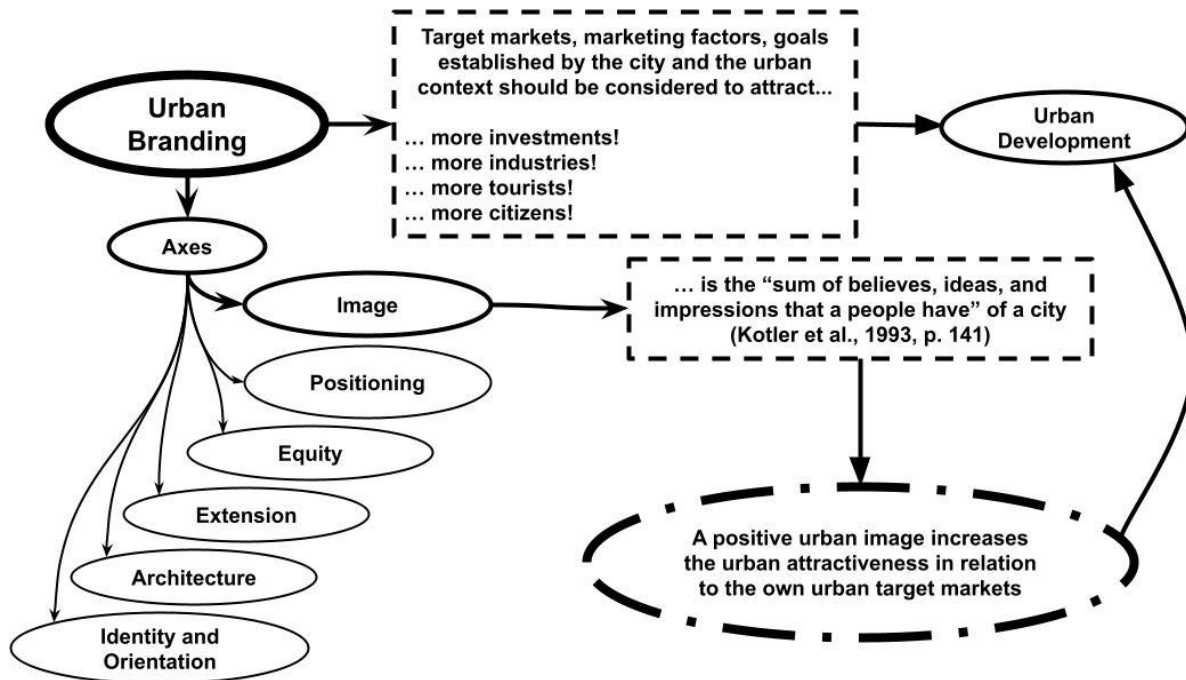 Urban
Branding
Target markets, marketing factors, goals
established by the city and the urban
context should be considered to attract...
... more investments!
... more industries!
... more tourists!
... more citizens!
Urban
Development
Axes
Image
... is the “sum of believes, ideas, and
impressions that a people have” of a city
(Kotler et al., 1993, p. 141)
Positioning
Equity
Extension
Architecture
Identity and
Orientation
A positive urban image increases
the urban attractiveness in relation
to the own urban target markets